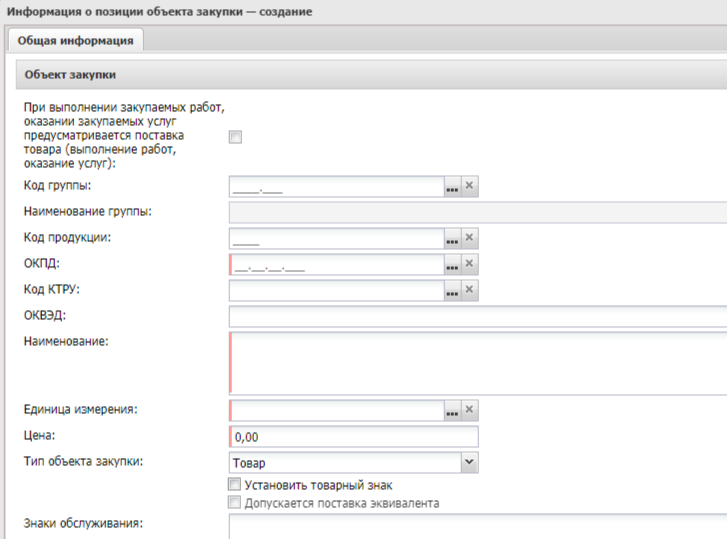 Информация о позиции объекта закупки — создание
Общая информация
Объект закупки
При выполнении закупаемых работ,
оказании закупаемых услуг
предусматривается поставка
товара (выполнение работ,
оказание услуг):
Код группы: ____.___
Наименование группы:
Код продукции: ____
ОКПД: __.__.__.___
Код КТРУ:
ОКВЭД:
Наименование:
Единица измерения:
Цена: 0,00
Тип объекта закупки: Товар
Установить товарный знак
Допускается поставка эквивалента
Знаки обслуживания: